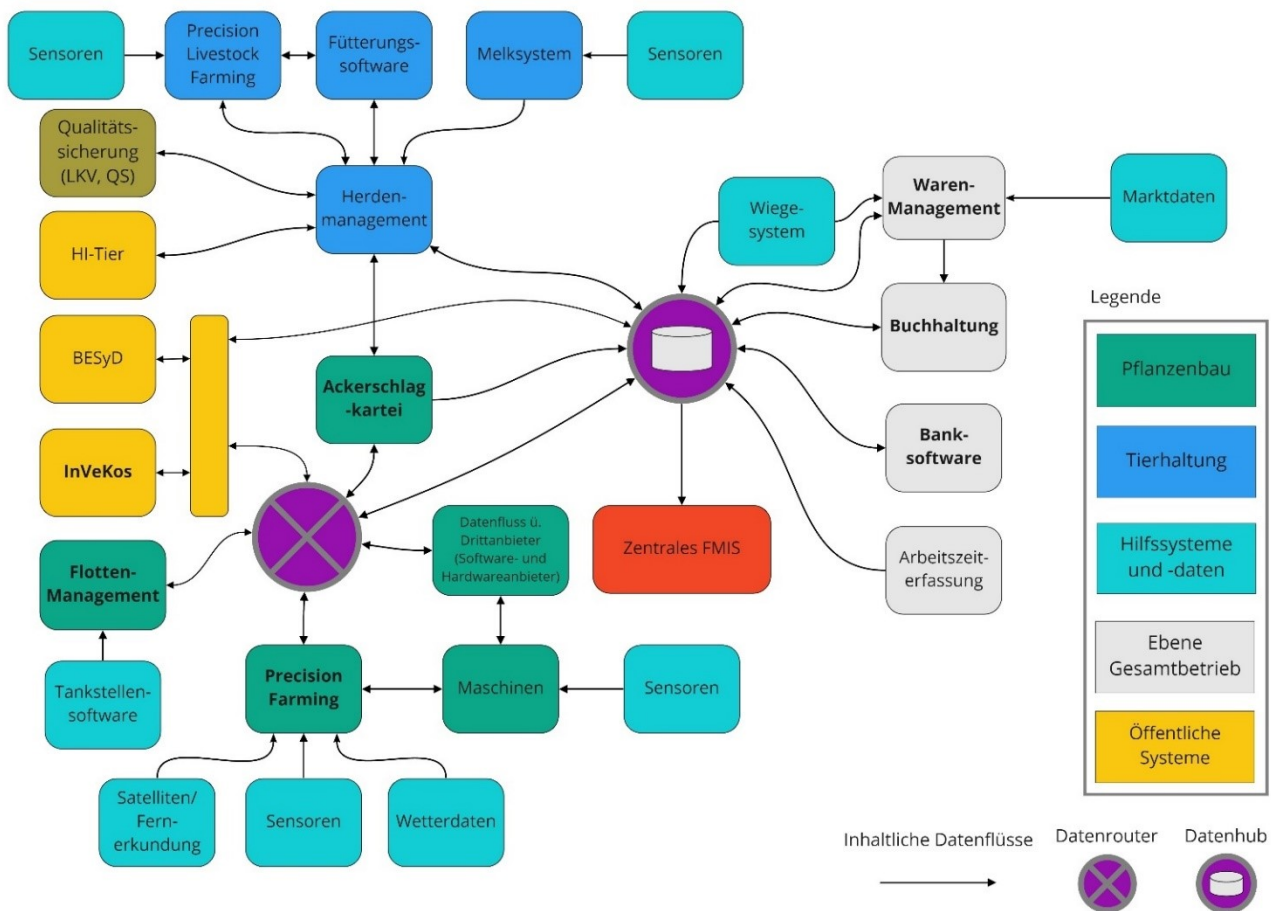 Sensoren
Precision
Livestock
Farming
Fütterungs-
software
Melksystem
Sensoren
Qualitäts-
sicherung
(LKV, QS)
Herden-
management
HI-Tier
Wiege-
system
Waren-
Management
Marktdaten
Buchhaltung
BESyD
Ackerschlag
-kartei
InVeKos
Bank-
software
Datenfluss ü.
Drittanbieter
(Software- und
Hardwareanbieter)
Zentrales FMIS
Arbeitszeit-
erfassung
Flotten-
Management
Tankstellen-
software
Precision
Farming
Maschinen
Sensoren
Satelliten/
Fern-
erkundung
Sensoren
Wetterdaten
Legende
Pflanzenbau
Tierhaltung
Hilfssysteme
und -daten
Ebene
Gesamtbetrieb
Öffentliche
Systeme
Inhaltliche Datenflüsse
Datenrouter
Datenhub